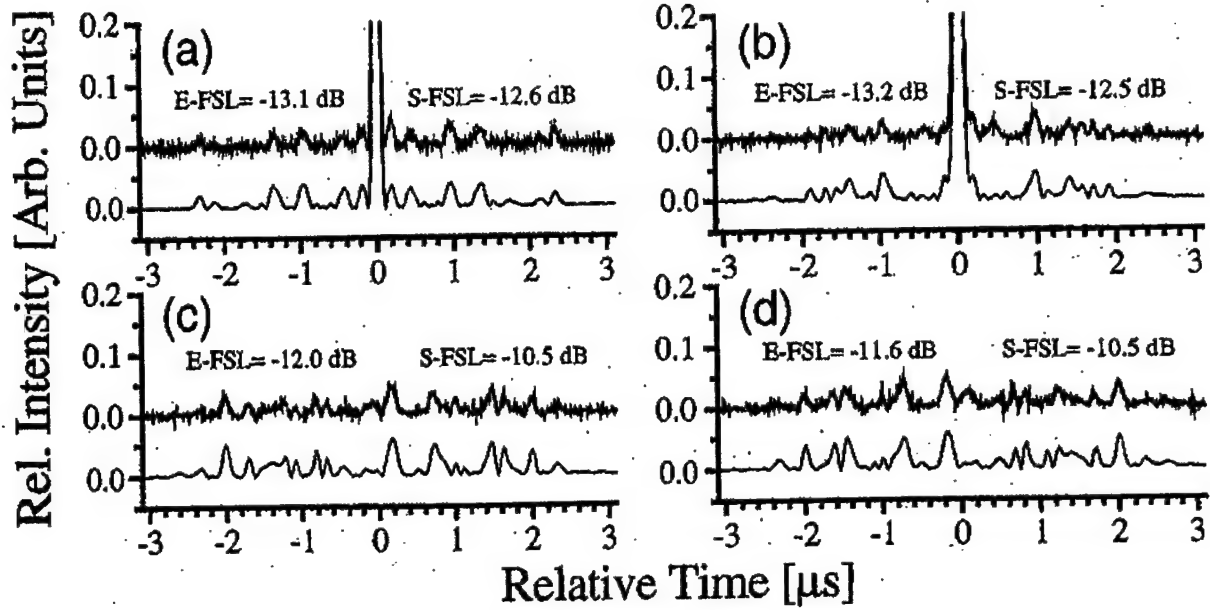 Rel. Intensity [Arb. Units]
(a)
0.2
0.1
0.0
0.0
E-FSL= -13.1 dB
S-FSL= -12.6 dB
-3 -2 -1 0 1 2 3
(b)
0.2
0.1
0.0
0.0
E-FSL= -13.2 dB
S-FSL= -12.5 dB
-3 -2 -1 0 1 2 3
(c)
0.2
0.1
0.0
0.0
E-FSL= -12.0 dB
S-FSL= -10.5 dB
-3 -2 -1 0 1 2 3
(d)
0.2
0.1
0.0
0.0
E-FSL= -11.6 dB
S-FSL= -10.5 dB
-3 -2 -1 0 1 2 3
Relative Time [μs]